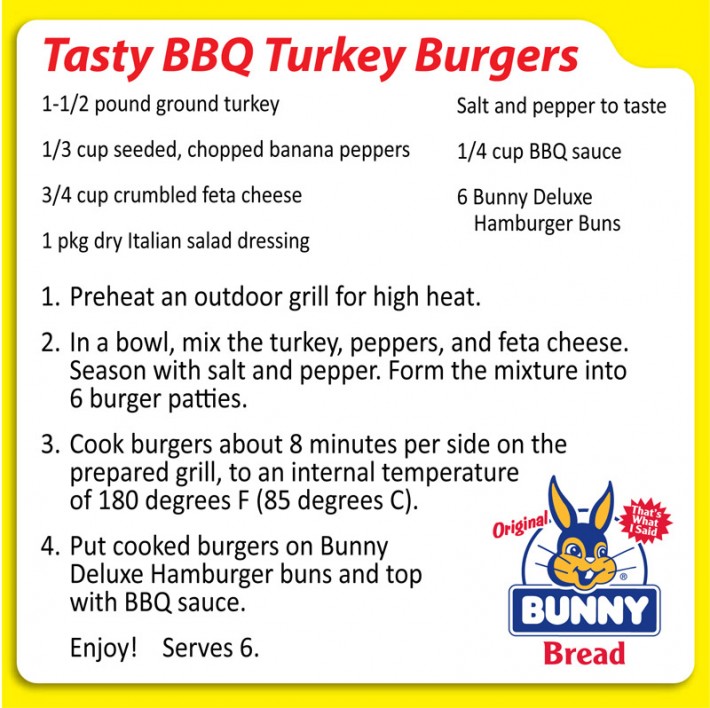 Tasty BBQ Turkey Burgers
1-1/2 pound ground turkey
1/3 cup seeded, chopped banana peppers
3/4 cup crumbled feta cheese
1 pkg dry Italian salad dressing
Salt and pepper to taste
1/4 cup BBQ sauce
6 Bunny Deluxe
Hamburger Buns
1. Preheat an outdoor grill for high heat.
2. In a bowl, mix the turkey, peppers, and feta cheese.
Season with salt and pepper. Form the mixture into
6 burger patties.
3. Cook burgers about 8 minutes per side on the
prepared grill, to an internal temperature
of 180 degrees F (85 degrees C).
4. Put cooked burgers on Bunny
Deluxe Hamburger buns and top
with BBQ sauce.
Enjoy! Serves 6.
Original
That's
What
I Said
®
BUNNY
Bread